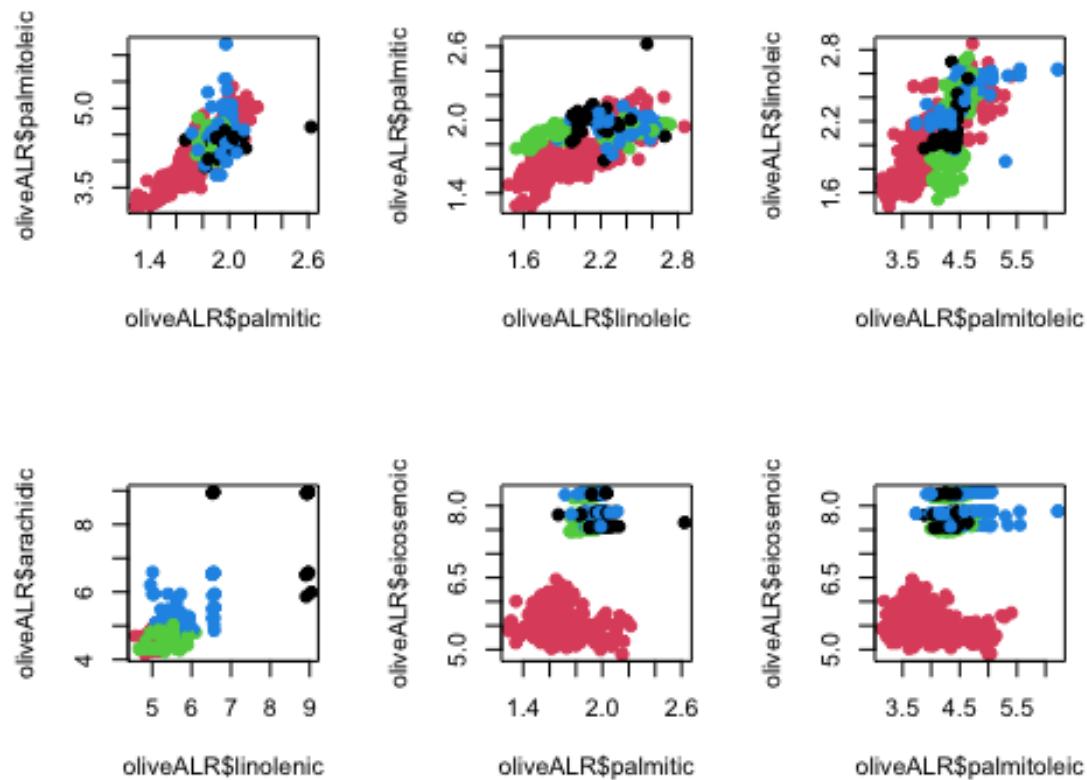 oliveALR$palmitoleic
5.0
3.5
1.4 2.0 2.6
oliveALR$palmitic
oliveALR$palmitic
2.6
2.0
1.4
1.6 2.2 2.8
oliveALR$linoleic
oliveALR$linoleic
2.8
2.2
1.6
3.5 4.5 5.5
oliveALR$palmitoleic
oliveALR$arachidic
8
6
4
5 6 7 8 9
oliveALR$linolenic
oliveALR$eicosenoic
8.0
6.5
5.0
1.4 2.0 2.6
oliveALR$palmitic
oliveALR$eicosenoic
8.0
6.5
5.0
3.5 4.5 5.5
oliveALR$palmitoleic